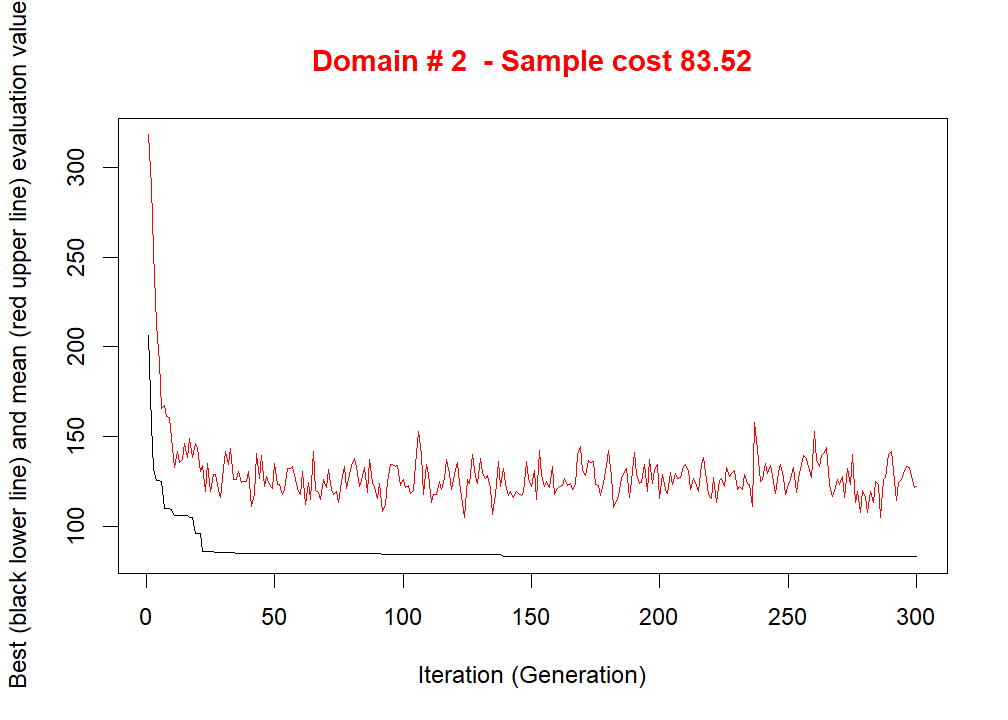 Domain # 2  - Sample cost 83.52
Best (black lower line) and mean (red upper line) evaluation value
300
250
200
150
100
0 50 100 150 200 250 300
Iteration (Generation)